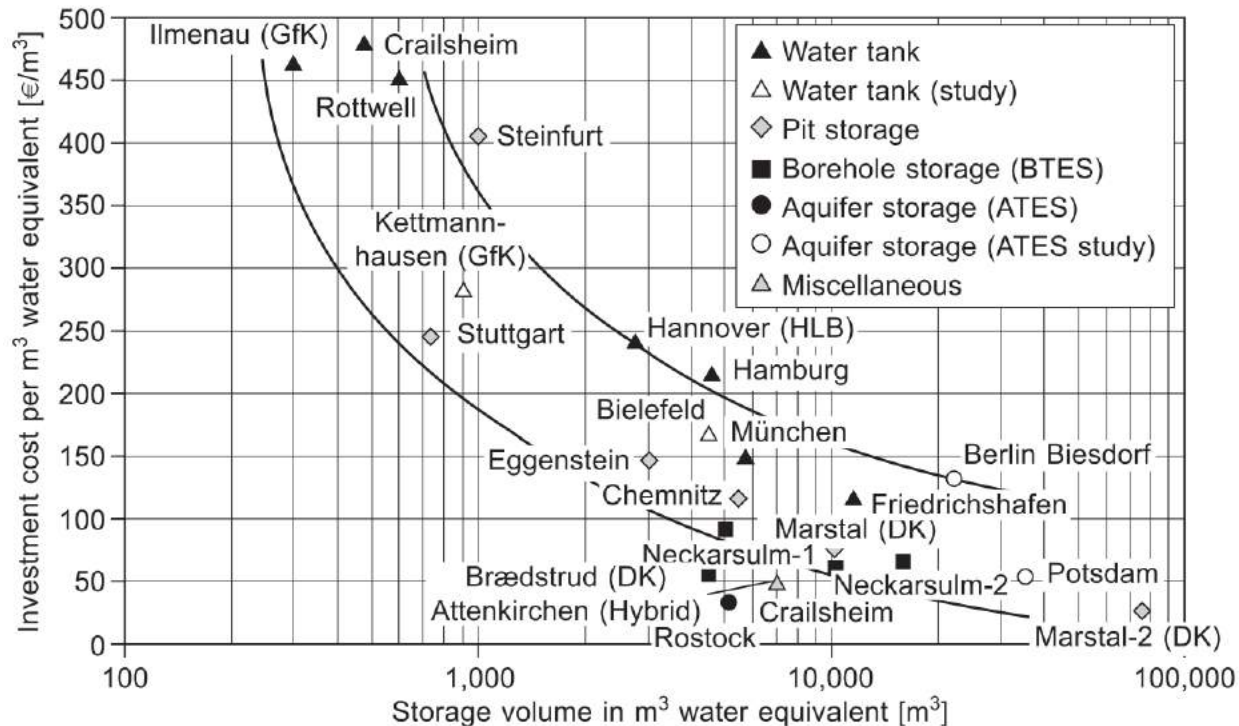 500
450
400
350
300
250
200
150
100
50
0
Investment cost per m³ water equivalent [€/m³]
Ilmenau (GfK)
Crailsheim
Rottwell
Steinfurt
Kettmann-
hausen (GfK)
Stuttgart
Hannover (HLB)
Hamburg
Bielefeld
München
Eggenstein
Berlin Biesdorf
Chemnitz
Friedrichshafen
Marstal (DK)
Neckarsulm-1
Brædstrud (DK)
Neckarsulm-2
Potsdam
Attenkirchen (Hybrid)
Crailsheim
Rostock
Marstal-2 (DK)
Water tank
Water tank (study)
Pit storage
Borehole storage (BTES)
Aquifer storage (ATES)
Aquifer storage (ATES study)
Miscellaneous
100
1,000
10,000
100,000
Storage volume in m³ water equivalent [m³]